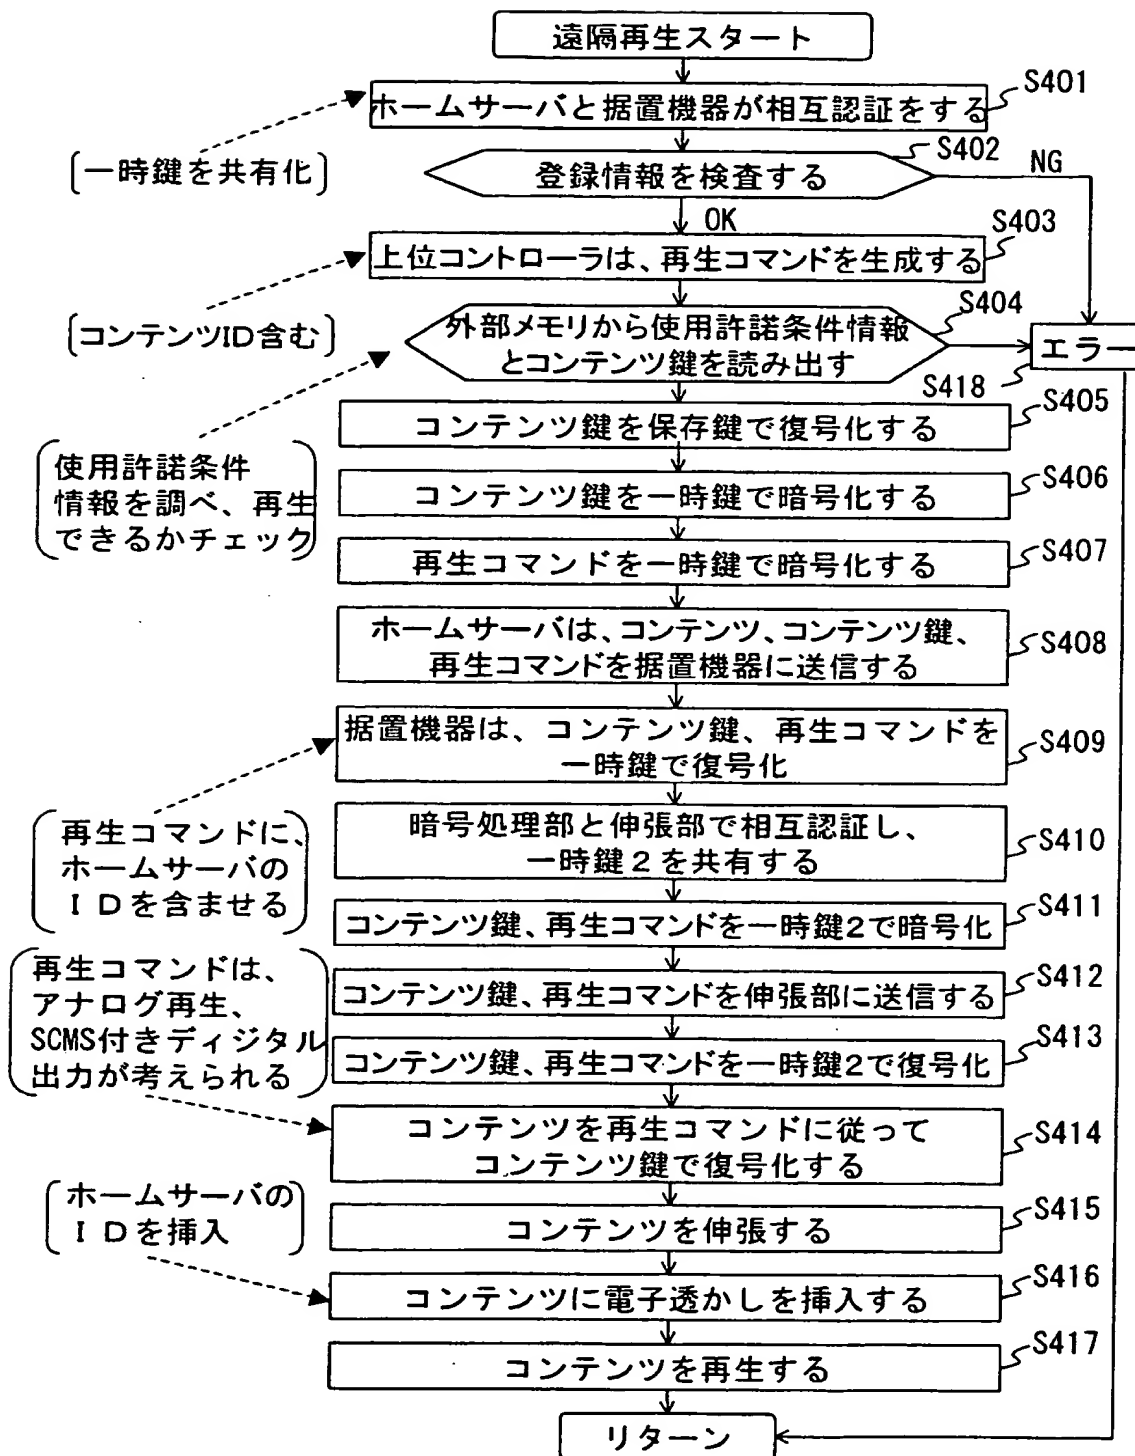 遠隔再生スタート
S401
ホームサーバと据置機器が相互認証をする
一時鍵を共有化
S402
登録情報を検査する
NG
OK
S403
上位コントローラは、再生コマンドを生成する
コンテンツID含む
S404
外部メモリから使用許諾条件情報
とコンテンツ鍵を読み出す
エラー
S418
使用許諾条件
情報を調べ、再生
できるかチェック
S405
コンテンツ鍵を保存鍵で復号化する
S406
コンテンツ鍵を一時鍵で暗号化する
S407
再生コマンドを一時鍵で暗号化する
S408
ホームサーバは、コンテンツ、コンテンツ鍵、
再生コマンドを据置機器に送信する
S409
据置機器は、コンテンツ鍵、再生コマンドを
一時鍵で復号化
再生コマンドに、
ホームサーバの
ＩＤを含ませる
S410
暗号処理部と伸張部で相互認証し、
一時鍵２を共有する
S411
コンテンツ鍵、再生コマンドを一時鍵2で暗号化
再生コマンドは、
アナログ再生、
SCMS付きディジタル
出力が考えられる
S412
コンテンツ鍵、再生コマンドを伸張部に送信する
S413
コンテンツ鍵、再生コマンドを一時鍵2で復号化
S414
コンテンツを再生コマンドに従って
コンテンツ鍵で復号化する
ホームサーバの
ＩＤを挿入
S415
コンテンツを伸張する
S416
コンテンツに電子透かしを挿入する
S417
コンテンツを再生する
リターン